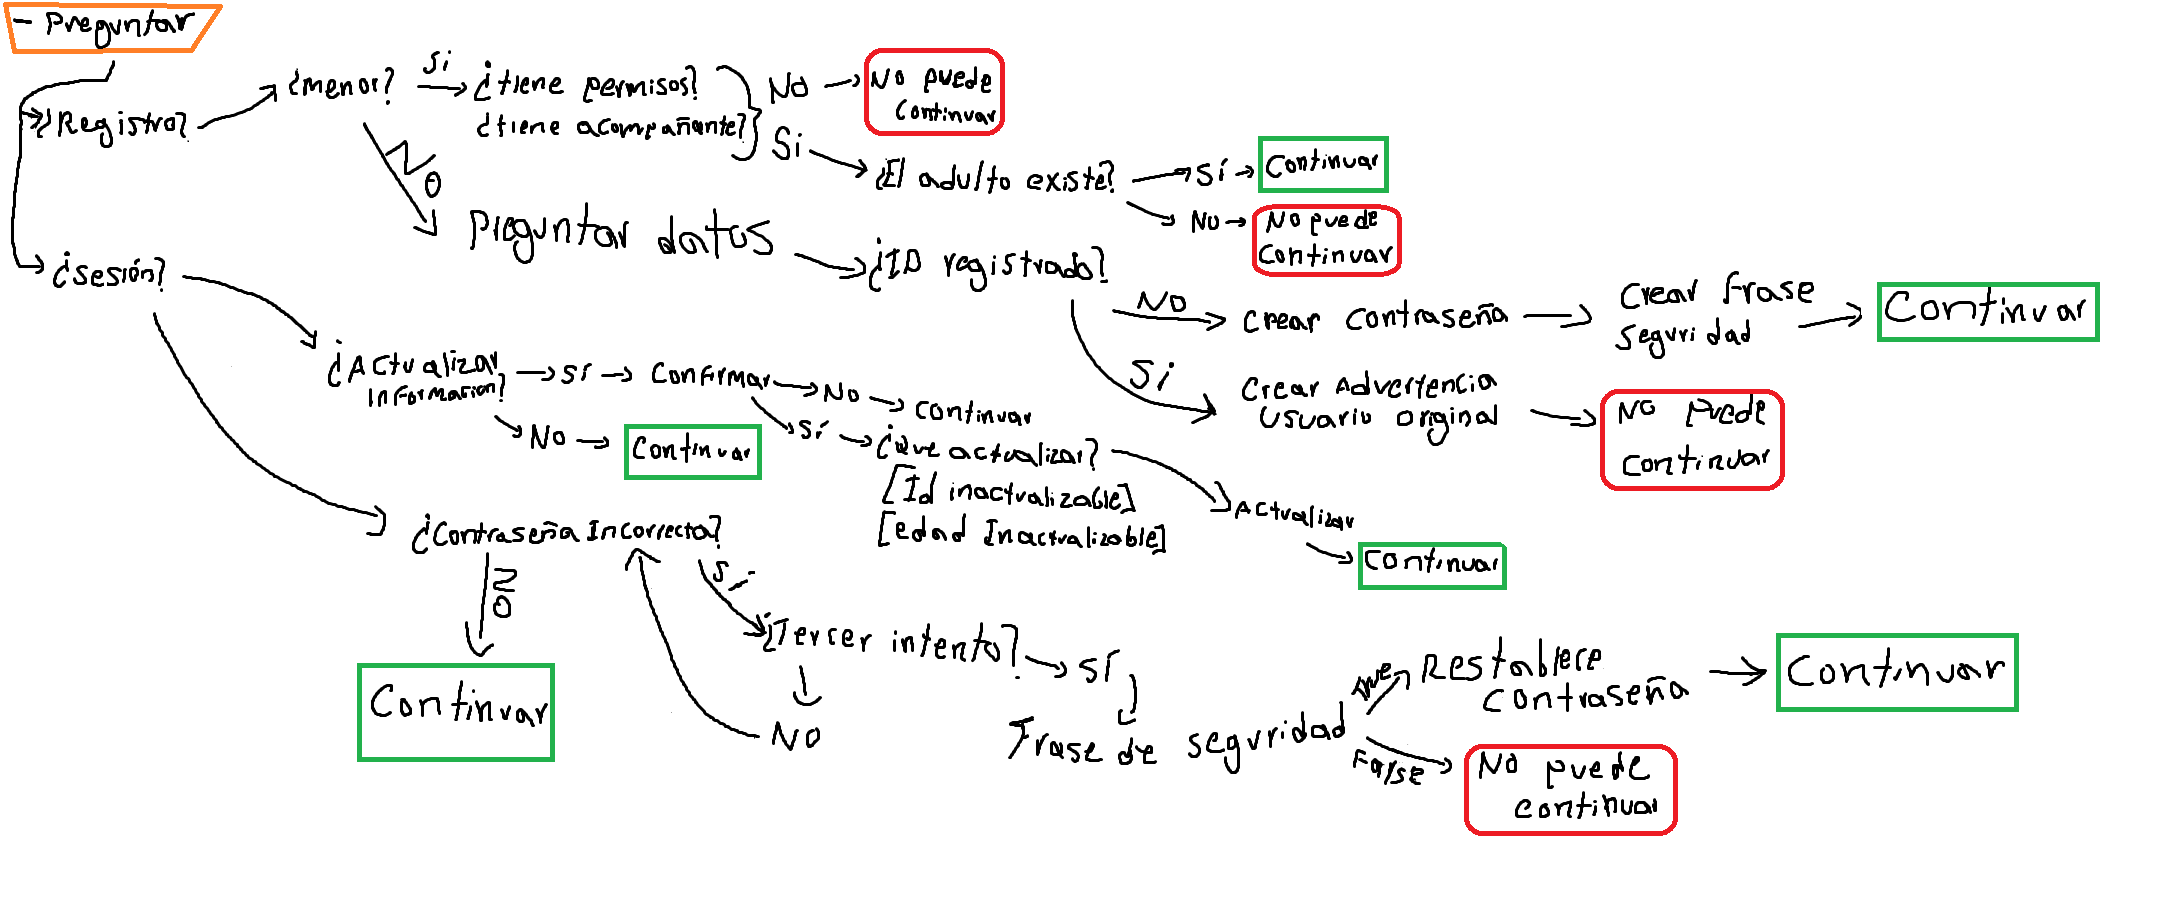 - Preguntar
¿Registro?
¿menor?
Si
¿tiene permisos?
¿tiene acompañante?
No
No puede
continuar
Si
¿El adulto existe?
Sí
Continuar
No
No puede
Continuar
No
Preguntar datos
¿ID registrado?
No
Crear contraseña
Crear frase
seguridad
Continuar
Si
Crear Advertencia
Usuario original
No puede
continuar
¿sesión?
¿Actualizar
Informacion?
sí
Confirmar
No
continuar
sí
¿Que actualizar?
[Id inactualizable]
[edad Inactualizable]
Actualizar
continuar
No
Continuar
¿Contraseña Incorrecta?
No
Continuar
Si
¿Tercer intento?
No
Sí
Frase de seguridad
True
Restablece
contraseña
Continuar
False
No puede
continuar